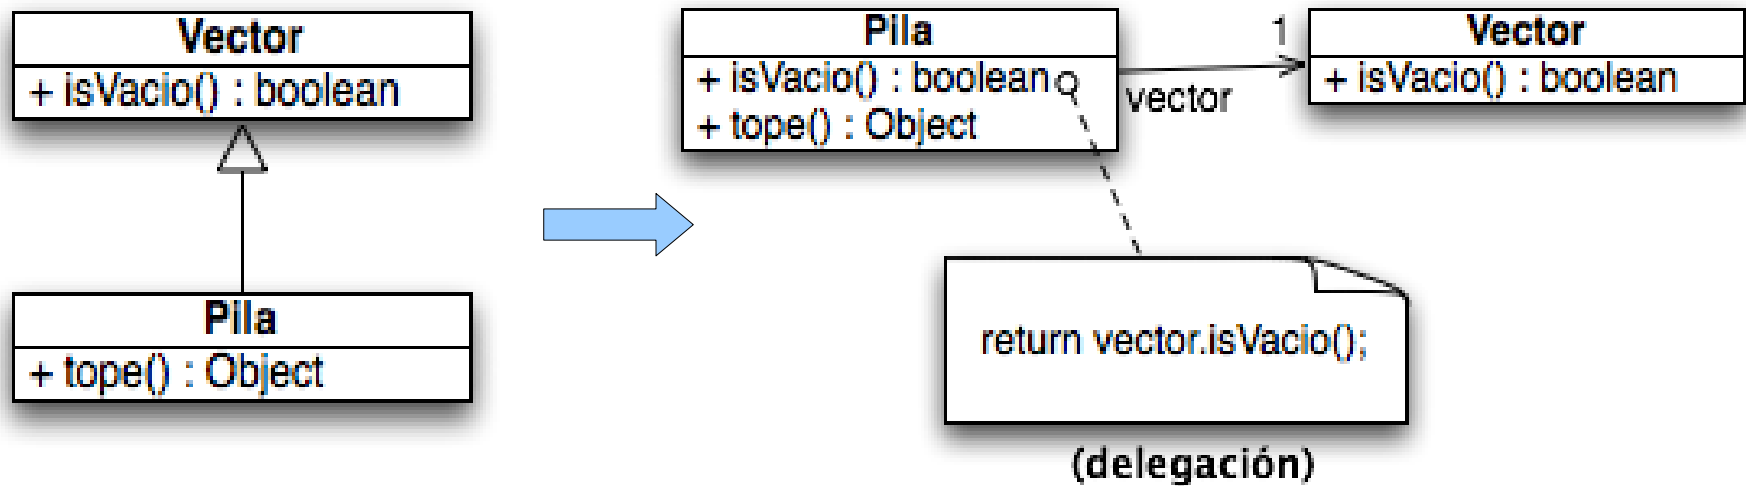 Vector
+ isVacio() : boolean
Pila
+ tope() : Object
Pila
+ isVacio() : boolean
+ tope() : Object
1
vector
Vector
+ isVacio() : boolean
return vector.isVacio();
(delegación)